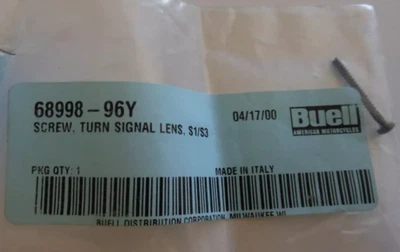 68998-96Y 04/17/00 Buell
AMERICAN MOTORCYCLES
SCREW, TURN SIGNAL LENS, S1/S3
PKG QTY: 1 MADE IN ITALY
BUELL DISTRIBUTION CORPORATION, MILWAUKEE WI